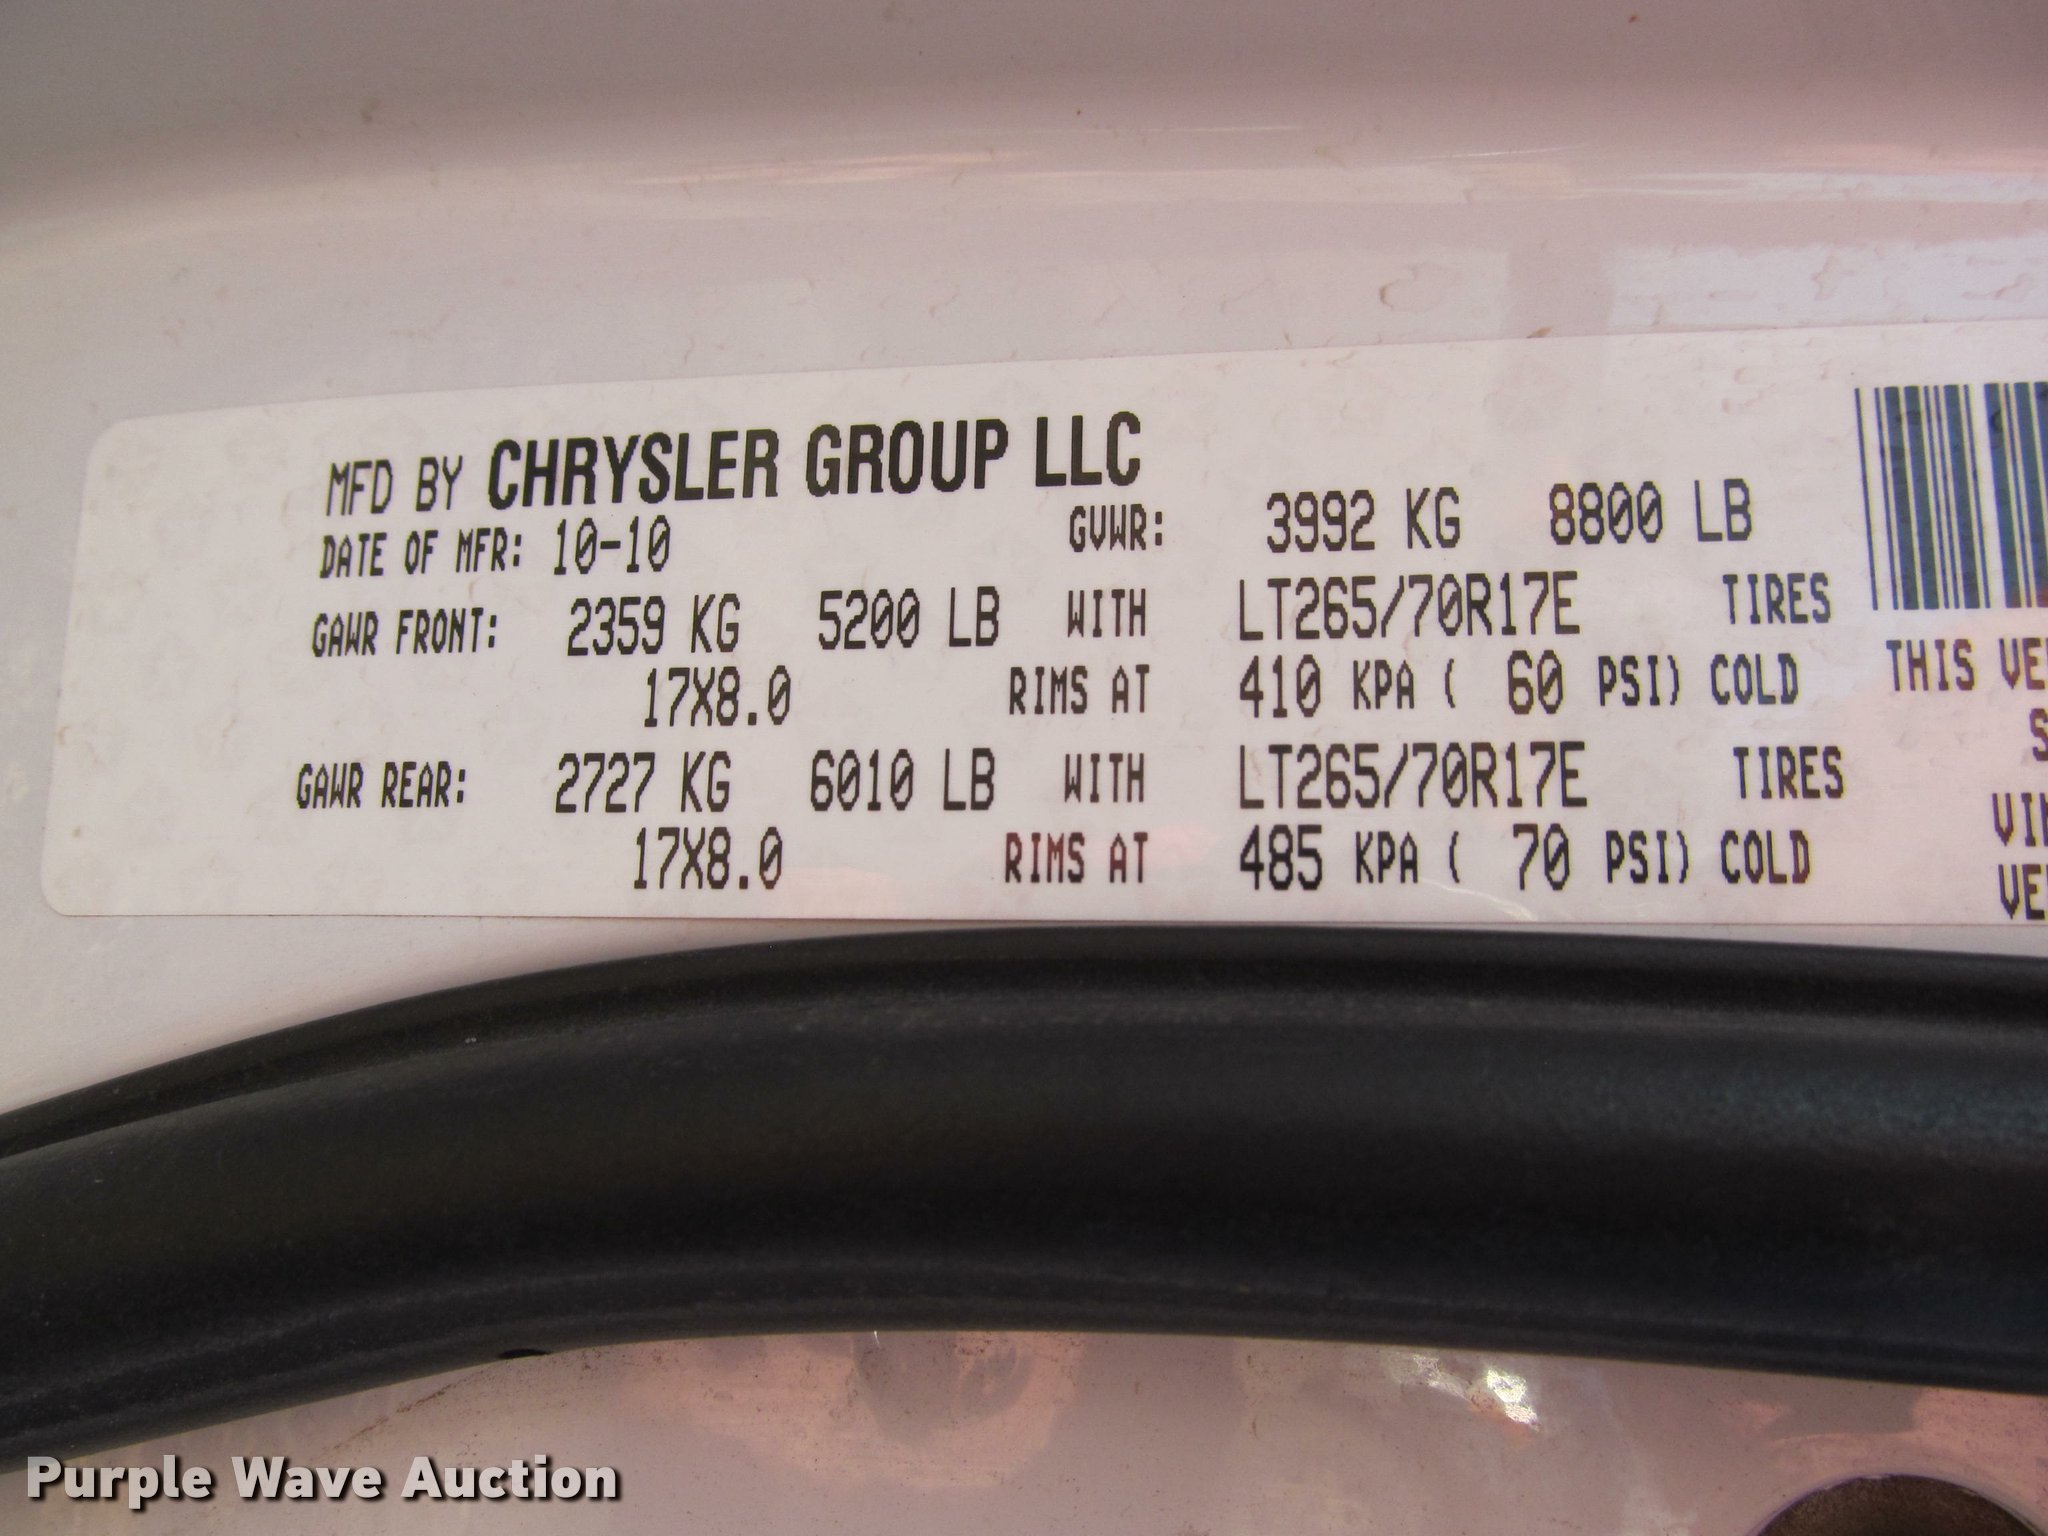 MFD BY CHRYSLER GROUP LLC
DATE OF MFR: 10-10 GVWR: 3992 KG 8800 LB
GAWR FRONT: 2359 KG 5200 LB WITH LT265/70R17E TIRES
17X8.0 RIMS AT 410 KPA ( 60 PSI) COLD
GAWR REAR: 2727 KG 6010 LB WITH LT265/70R17E TIRES
17X8.0 RIMS AT 485 KPA ( 70 PSI) COLD
THIS
Purple Wave Auction